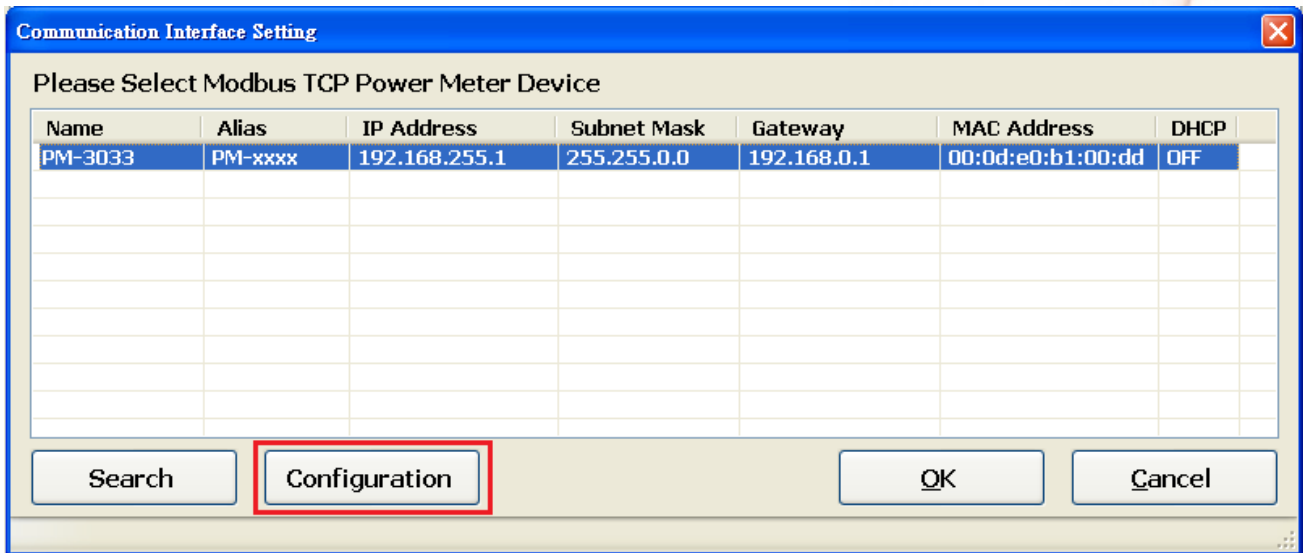 Communication Interface Setting
Please Select Modbus TCP Power Meter Device
Name Alias IP Address Subnet Mask Gateway MAC Address DHCP
PM-3033 PM-xxxx 192.168.255.1 255.255.0.0 192.168.0.1 00:0d:e0:b1:00:dd OFF
Search Configuration OK Cancel